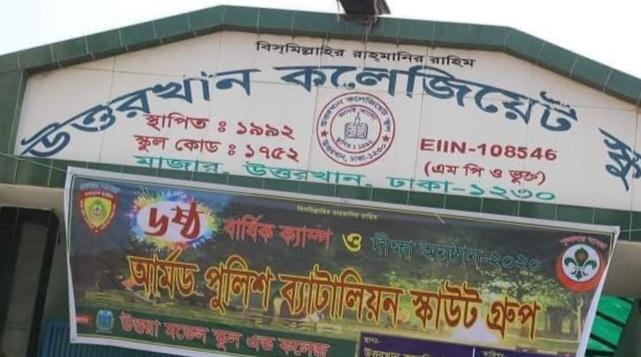 বিস্‌মিল্লাহির রাহ্‌মানির রাহিম
উত্তরখান কলেজিয়েট স্কু
স্থাপিত : ১৯৯২
স্কুল কোড : ১৭৫২
EIIN-108546
(এম পি ও ভুক্ত)
মাজার, উত্তরখান, ঢাকা-১২৩০
বিসমিল্লাহির রাহমানির রাহিম
৬ষ্ঠ বার্ষিক ক্যাম্প ও দীক্ষা অনুষ্ঠান-২০২০
আর্মড পুলিশ ব্যাটালিয়ন স্কাউট গ্রুপ
উত্তরা মডেল স্কুল এন্ড কলেজ
স্থান-